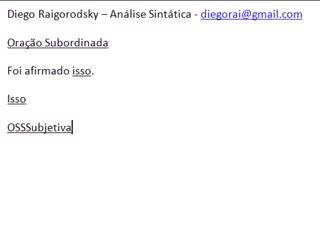 Diego Raigorodsky – Análise Sintática - diegorai@gmail.com
Oração Subordinada
Foi afirmado isso.
Isso
OSSSubjetiva